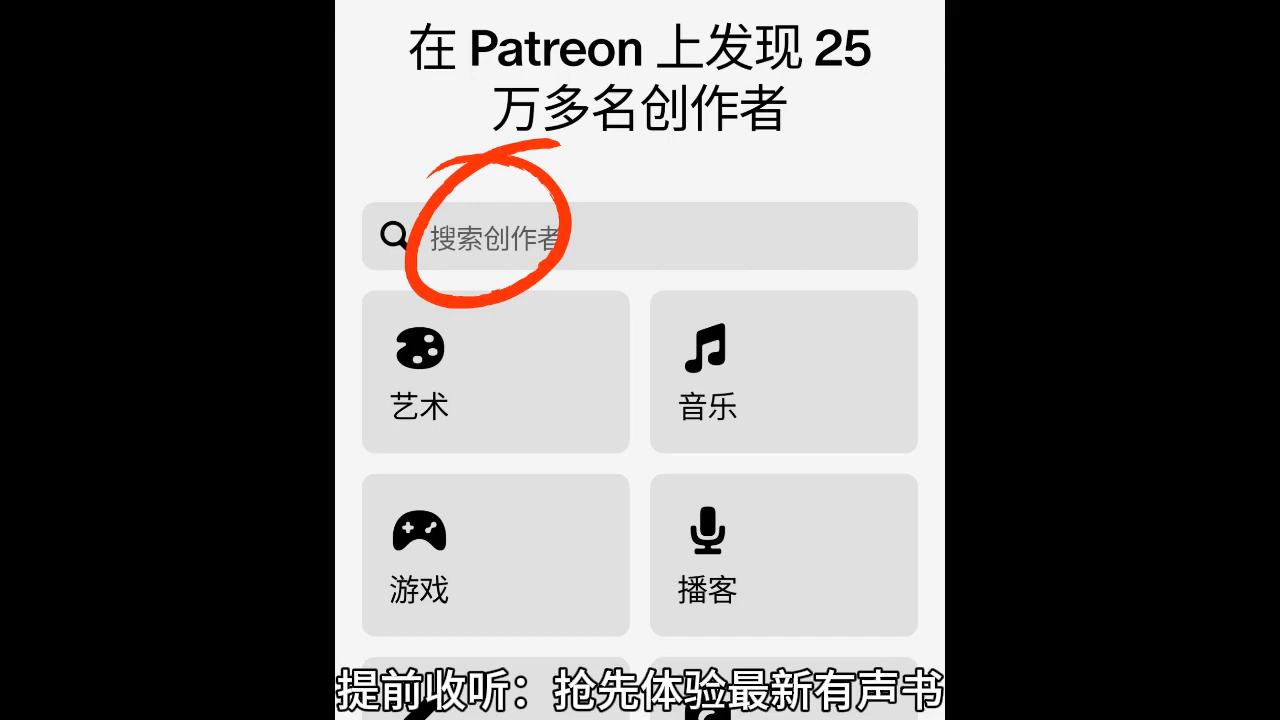 在 Patreon 上发现 25
万多名创作者
搜索创作者
艺术
音乐
游戏
播客
提前收听：抢先体验最新有声书